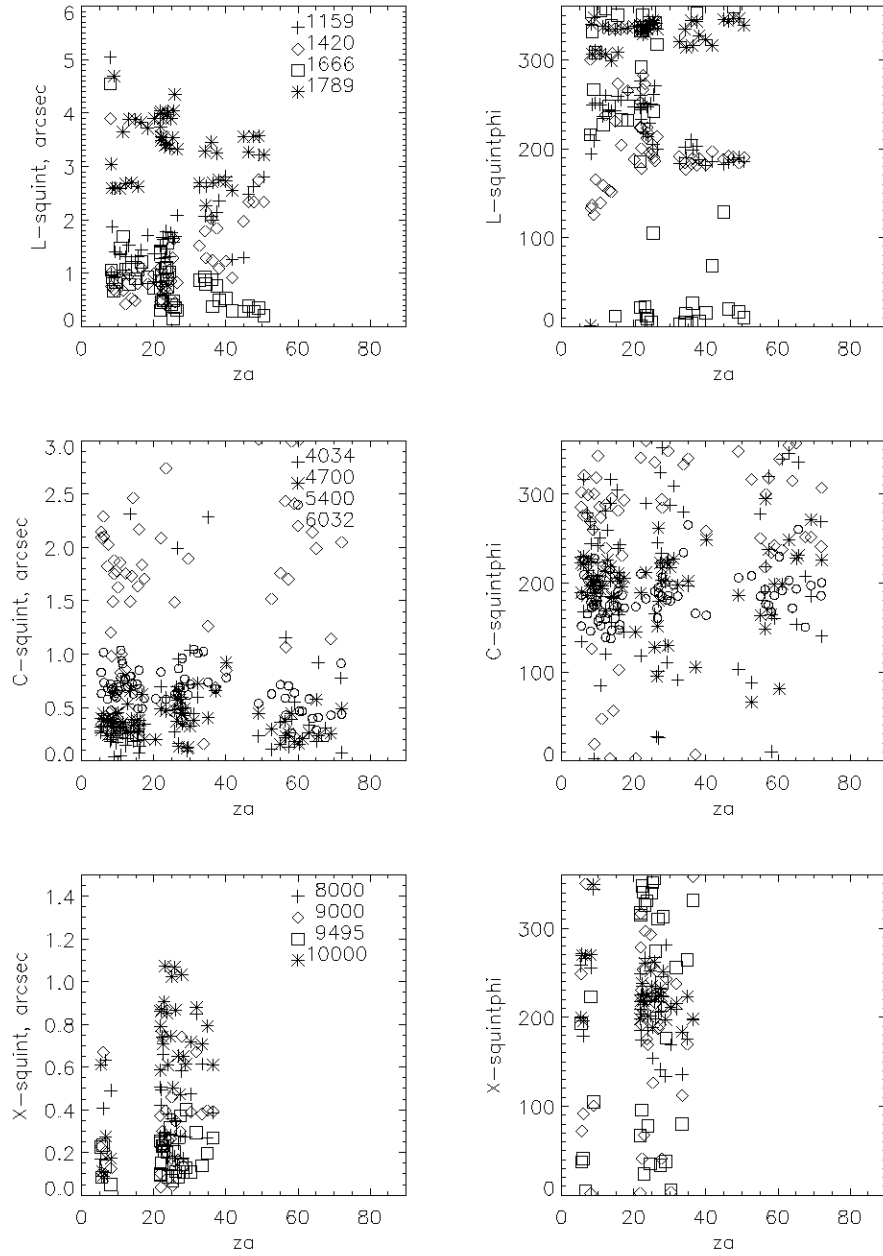 6
5
4
3
2
1
0
L-squint, arcsec
1159
1420
1666
1789
0 20 40 60 80
za
300
200
100
0
L-squintphi
0 20 40 60 80
za
3.0
2.5
2.0
1.5
1.0
0.5
0.0
C-squint, arcsec
4034
4700
5400
6032
0 20 40 60 80
za
300
200
100
0
C-squintphi
0 20 40 60 80
za
1.4
1.2
1.0
0.8
0.6
0.4
0.2
0.0
X-squint, arcsec
8000
9000
9495
10000
0 20 40 60 80
za
300
200
100
0
X-squintphi
0 20 40 60 80
za